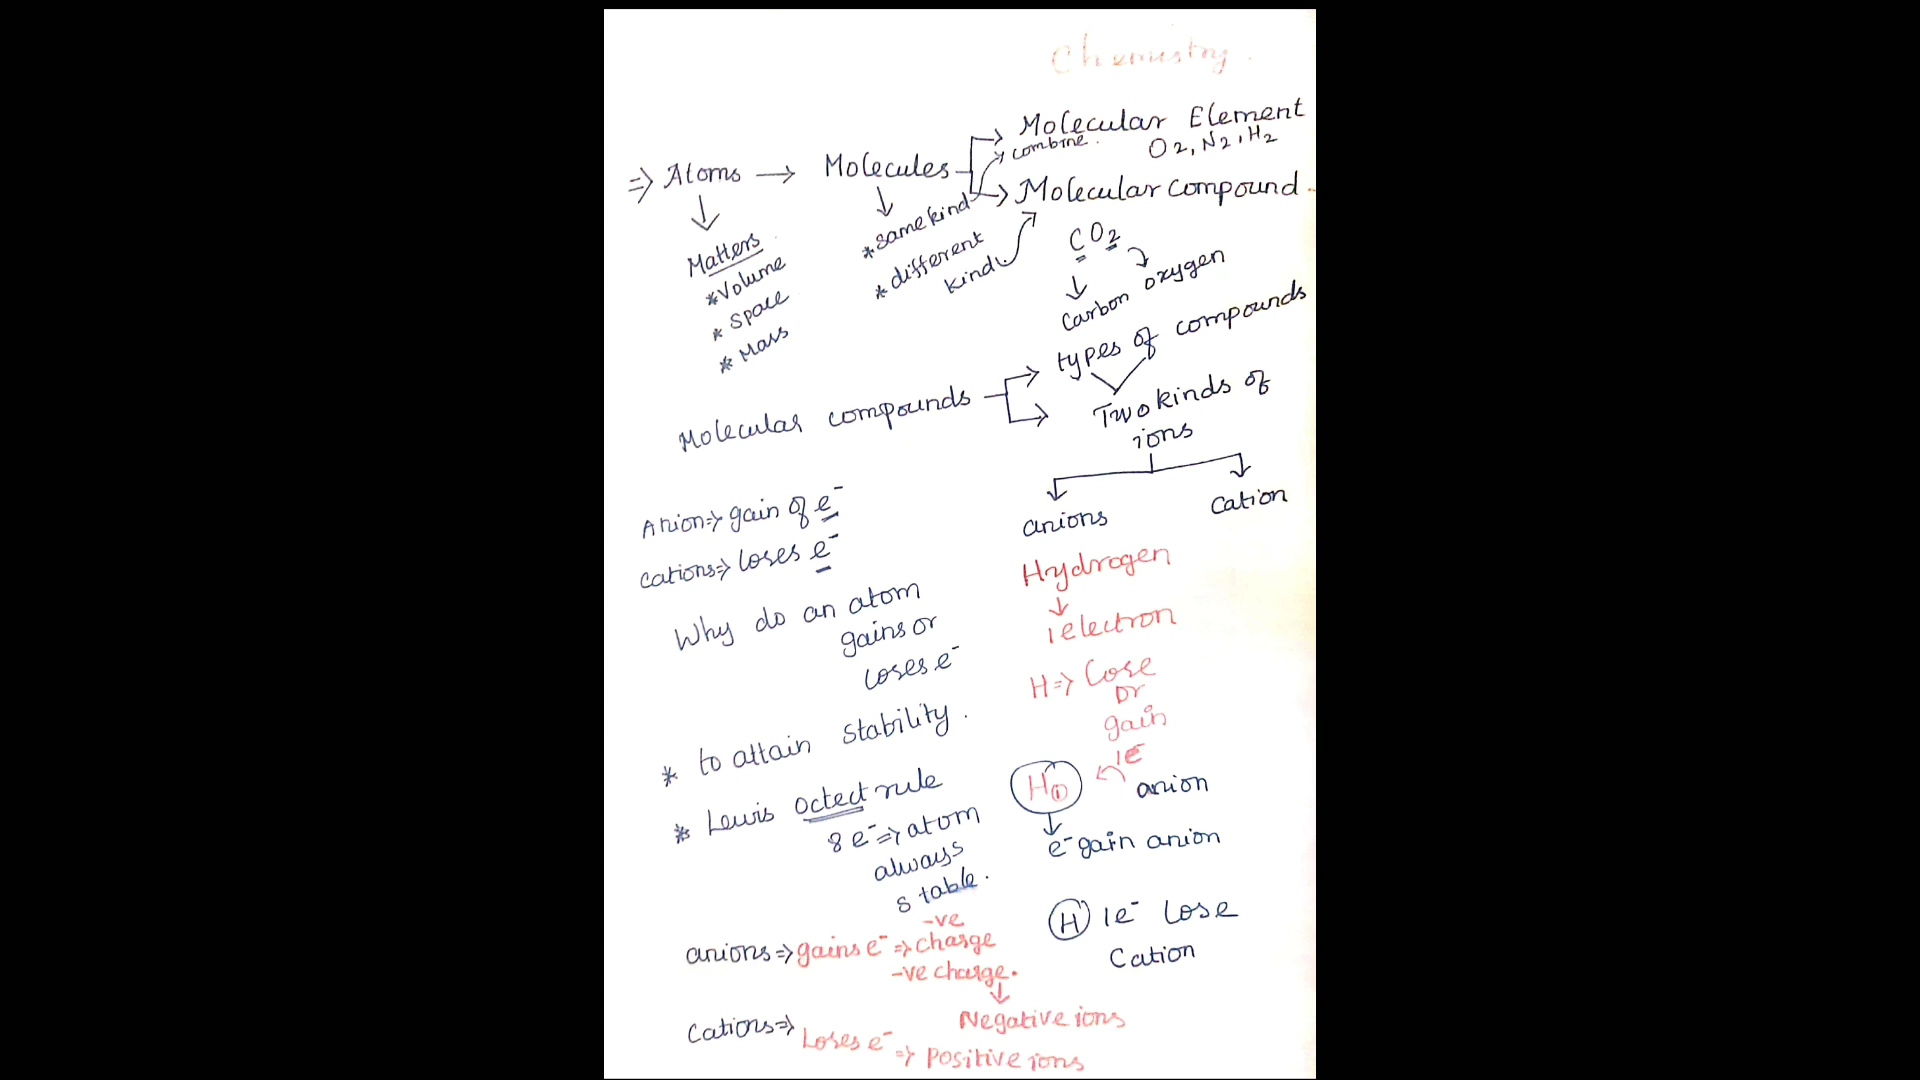 Chemistry.
Molecular Element
combine.
O2, N2, H2
⇒ Atoms → Molecules
Molecular compound
*same kind
*different
kind
CO2
Carbon
oxygen
Matters
*Volume
* Space
* Mass
types of compounds
Molecular compounds
Two kinds of
ions
anions
Cation
Anion⇒ gain of e⁻
Cations⇒ loses e⁻
Hydrogen
1 electron
Why do an atom
gains or
loses e⁻
H⇒ Lose
Or
gain
1e⁻
* to attain stability.
H①
anion
* Lewis octect rule
8 e⁻⇒ atom
always
stable.
e⁻gain anion
H 1e⁻ Lose
Cation
-ve
anions⇒ gains e⁻ ⇒ charge
-ve charge.
Negative ions
Cations⇒ Loses e⁻ ⇒ Positive ions